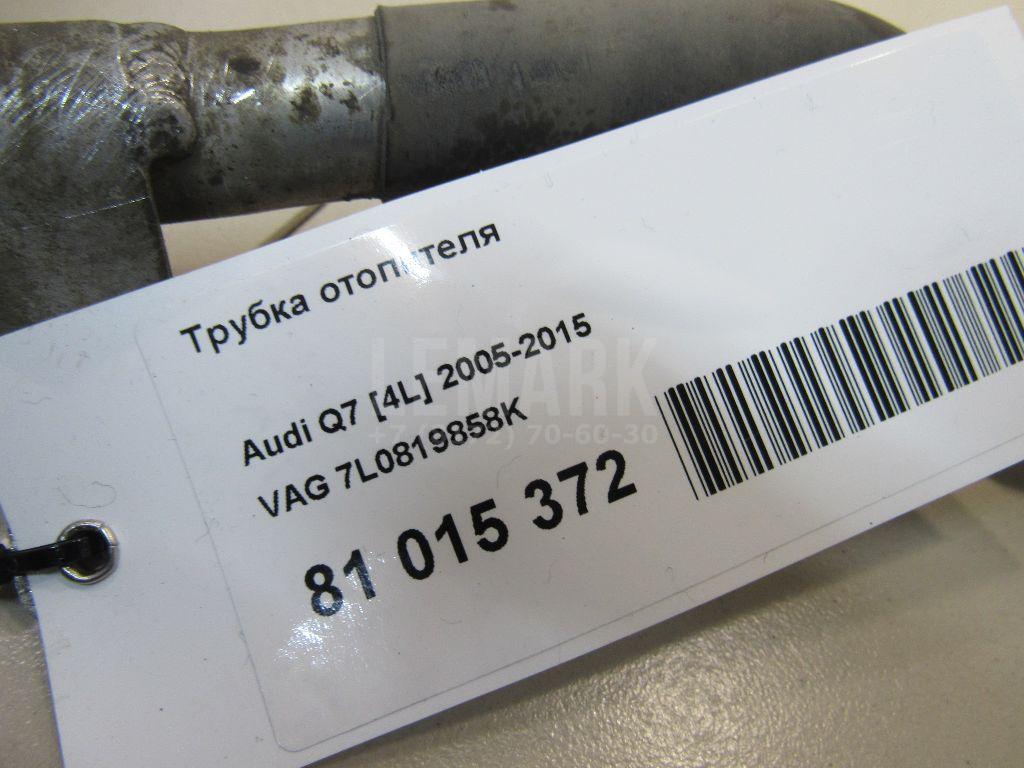 Трубка отопителя
Audi Q7 [4L] 2005-2015
VAG 7L0819858K
81 015 372
LEMARK
70-60-30